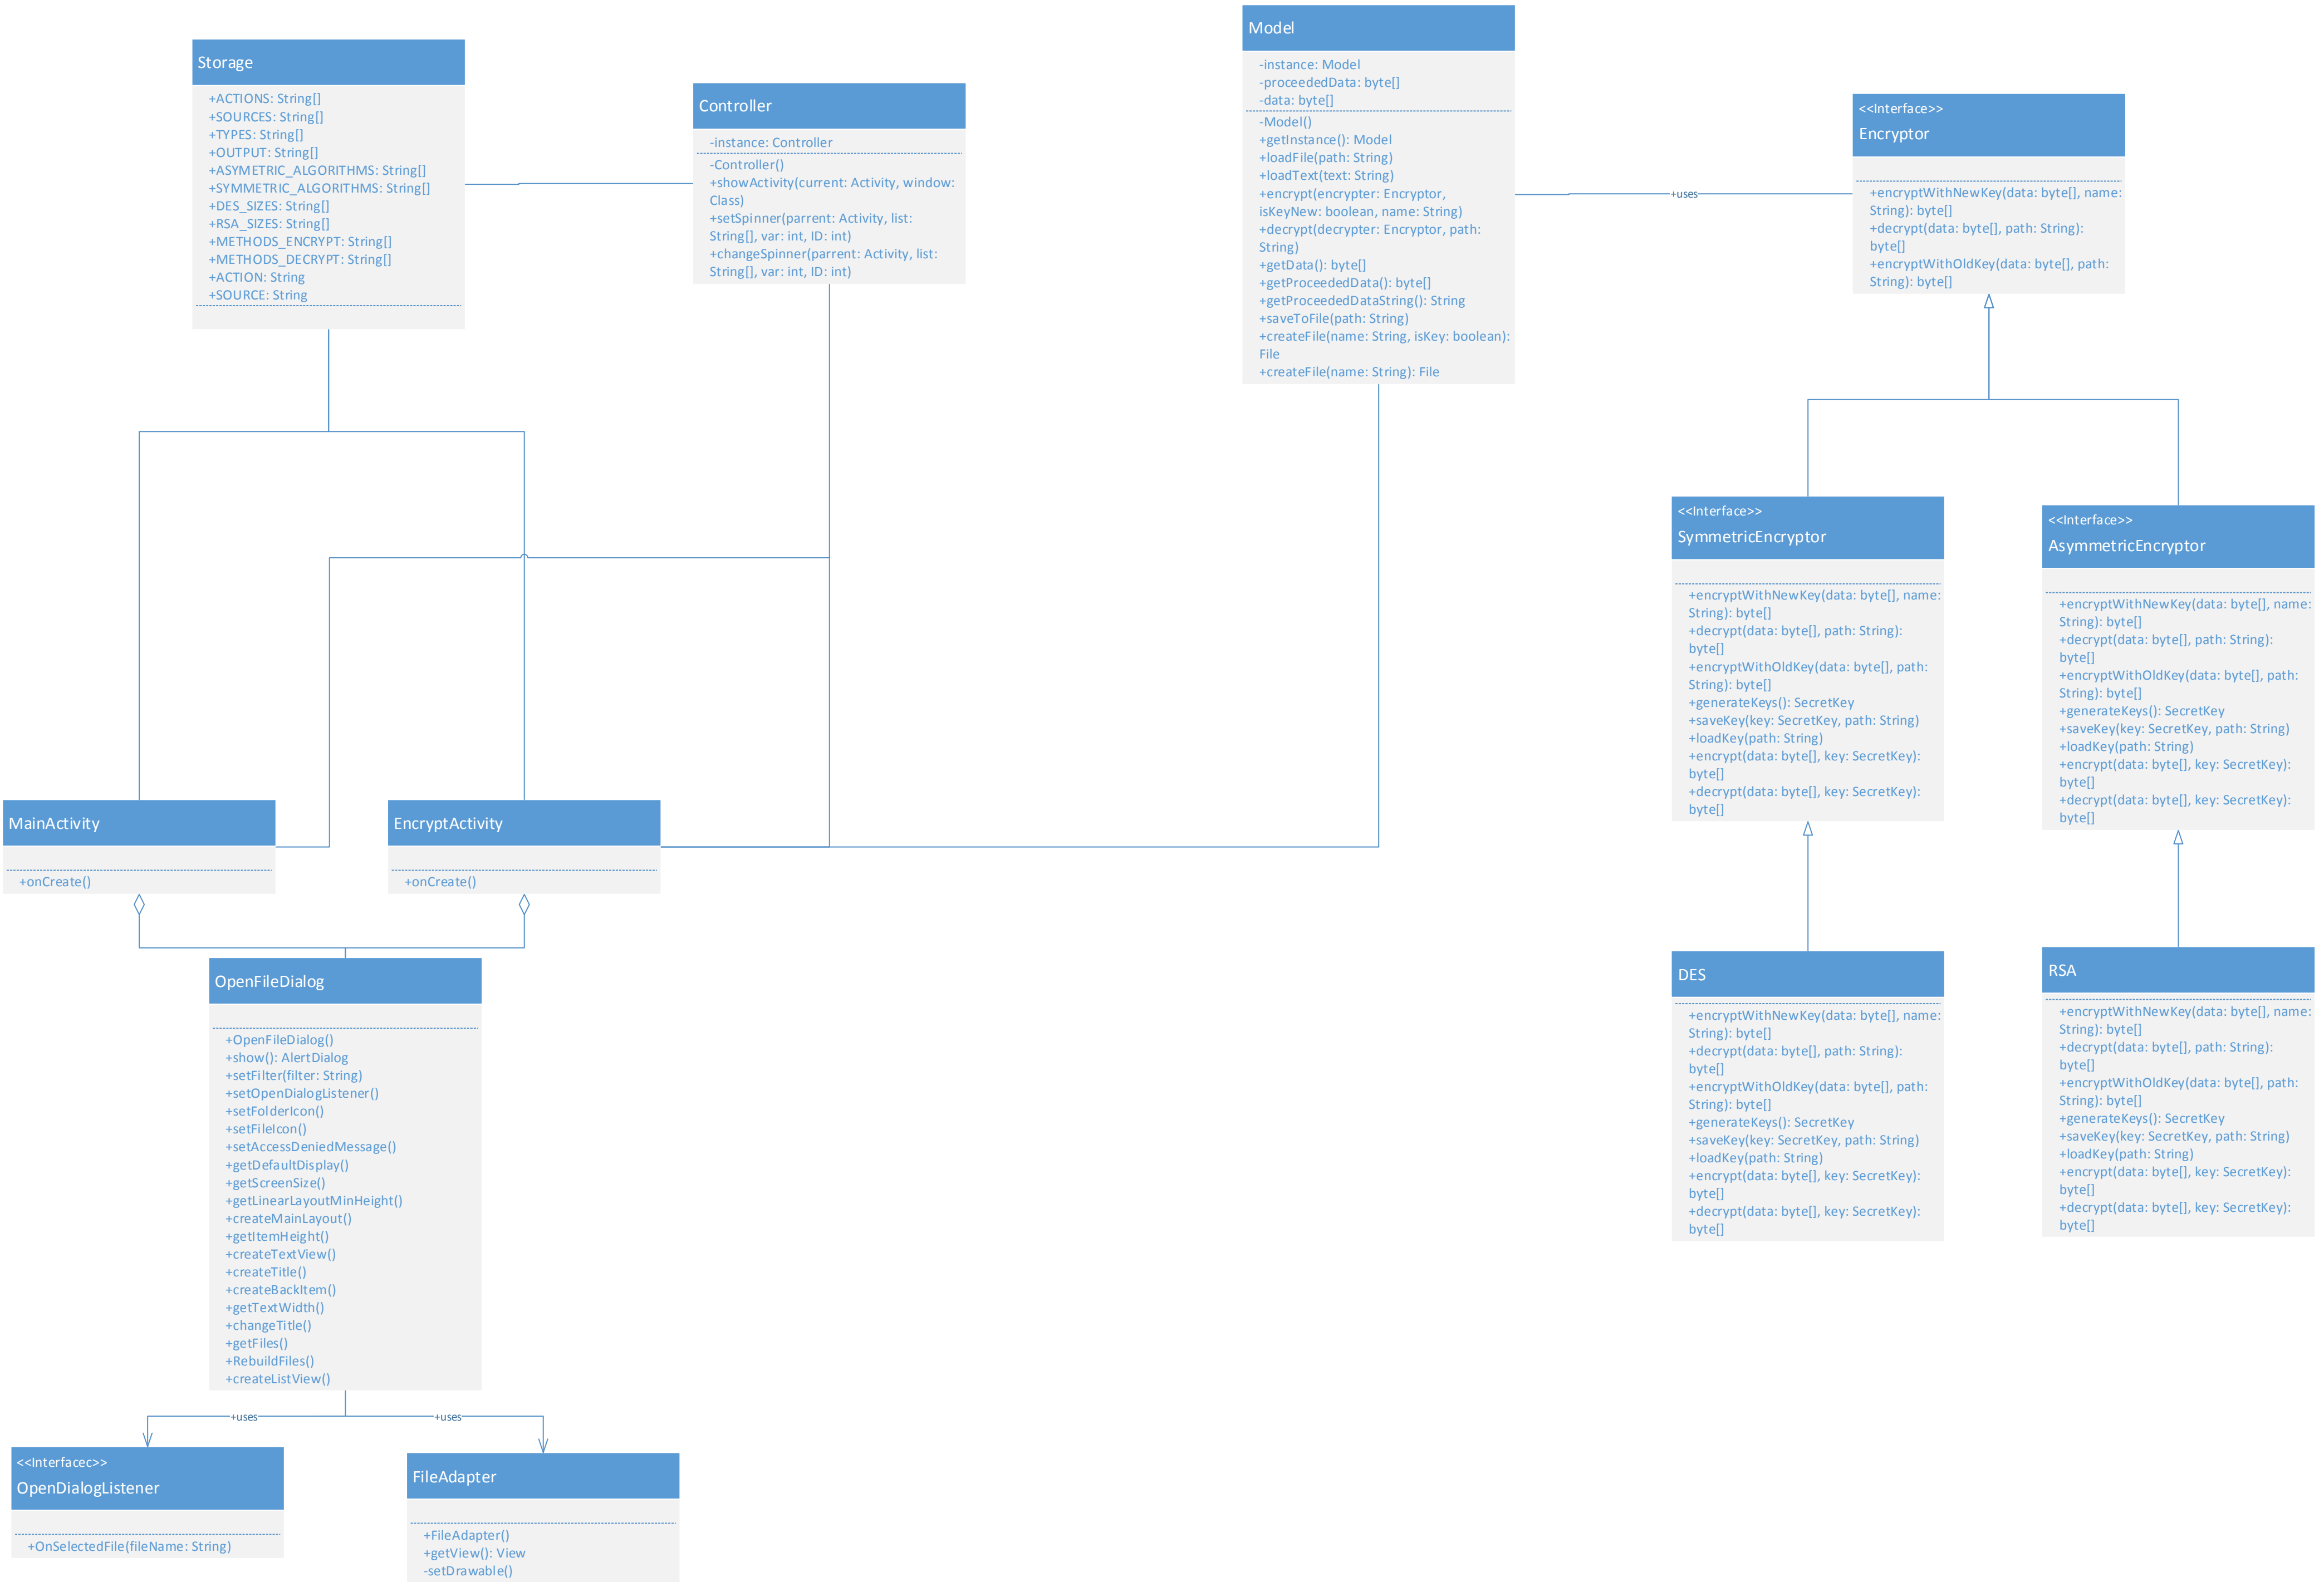 Storage
+ACTIONS: String[]
+SOURCES: String[]
+TYPES: String[]
+OUTPUT: String[]
+ASYMETRIC_ALGORITHMS: String[]
+SYMMETRIC_ALGORITHMS: String[]
+DES_SIZES: String[]
+RSA_SIZES: String[]
+METHODS_ENCRYPT: String[]
+METHODS_DECRYPT: String[]
+ACTION: String
+SOURCE: String
Controller
-instance: Controller
-Controller()
+showActivity(current: Activity, window:
Class)
+setSpinner(parrent: Activity, list:
String[], var: int, ID: int)
+changeSpinner(parrent: Activity, list:
String[], var: int, ID: int)
Model
-instance: Model
-proceededData: byte[]
-data: byte[]
-Model()
+getInstance(): Model
+loadFile(path: String)
+loadText(text: String)
+encrypt(encrypter: Encryptor,
isKeyNew: boolean, name: String)
+decrypt(decrypter: Encryptor, path:
String)
+getData(): byte[]
+getProceededData(): byte[]
+getProceededDataString(): String
+saveToFile(path: String)
+createFile(name: String, isKey: boolean):
File
+createFile(name: String): File
+uses
<<Interface>>
Encryptor
+encryptWithNewKey(data: byte[], name:
String): byte[]
+decrypt(data: byte[], path: String):
byte[]
+encryptWithOldKey(data: byte[], path:
String): byte[]
<<Interface>>
SymmetricEncryptor
+encryptWithNewKey(data: byte[], name:
String): byte[]
+decrypt(data: byte[], path: String):
byte[]
+encryptWithOldKey(data: byte[], path:
String): byte[]
+generateKeys(): SecretKey
+saveKey(key: SecretKey, path: String)
+loadKey(path: String)
+encrypt(data: byte[], key: SecretKey):
byte[]
+decrypt(data: byte[], key: SecretKey):
byte[]
<<Interface>>
AsymmetricEncryptor
+encryptWithNewKey(data: byte[], name:
String): byte[]
+decrypt(data: byte[], path: String):
byte[]
+encryptWithOldKey(data: byte[], path:
String): byte[]
+generateKeys(): SecretKey
+saveKey(key: SecretKey, path: String)
+loadKey(path: String)
+encrypt(data: byte[], key: SecretKey):
byte[]
+decrypt(data: byte[], key: SecretKey):
byte[]
MainActivity
+onCreate()
EncryptActivity
+onCreate()
OpenFileDialog
+OpenFileDialog()
+show(): AlertDialog
+setFilter(filter: String)
+setOpenDialogListener()
+setFolderIcon()
+setFileIcon()
+setAccessDeniedMessage()
+getDefaultDisplay()
+getScreenSize()
+getLinearLayoutMinHeight()
+createMainLayout()
+getItemHeight()
+createTextView()
+createTitle()
+createBackItem()
+getTextWidth()
+changeTitle()
+getFiles()
+RebuildFiles()
+createListView()
DES
+encryptWithNewKey(data: byte[], name:
String): byte[]
+decrypt(data: byte[], path: String):
byte[]
+encryptWithOldKey(data: byte[], path:
String): byte[]
+generateKeys(): SecretKey
+saveKey(key: SecretKey, path: String)
+loadKey(path: String)
+encrypt(data: byte[], key: SecretKey):
byte[]
+decrypt(data: byte[], key: SecretKey):
byte[]
RSA
+encryptWithNewKey(data: byte[], name:
String): byte[]
+decrypt(data: byte[], path: String):
byte[]
+encryptWithOldKey(data: byte[], path:
String): byte[]
+generateKeys(): SecretKey
+saveKey(key: SecretKey, path: String)
+loadKey(path: String)
+encrypt(data: byte[], key: SecretKey):
byte[]
+decrypt(data: byte[], key: SecretKey):
byte[]
+uses
+uses
<<Interfacec>>
OpenDialogListener
+OnSelectedFile(fileName: String)
FileAdapter
+FileAdapter()
+getView(): View
-setDrawable()